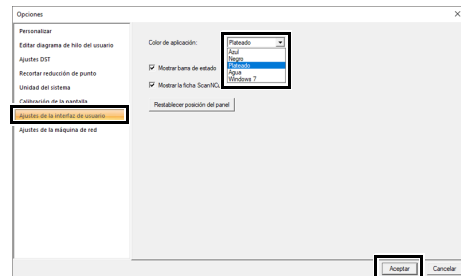 Opciones
Personalizar
Editar diagrama de hilo del usuario
Ajustes DST
Recortar reducción de punto
Unidad del sistema
Calibración de la pantalla
Ajustes de la interfaz de usuario
Ajustes de la máquina de red
Color de aplicación:
Plateado
Azul
Negro
Plateado
Agua
Windows 7
Mostrar barra de estado
Mostrar la ficha ScanNCu
Restablecer posición del panel
Aceptar
Cancelar